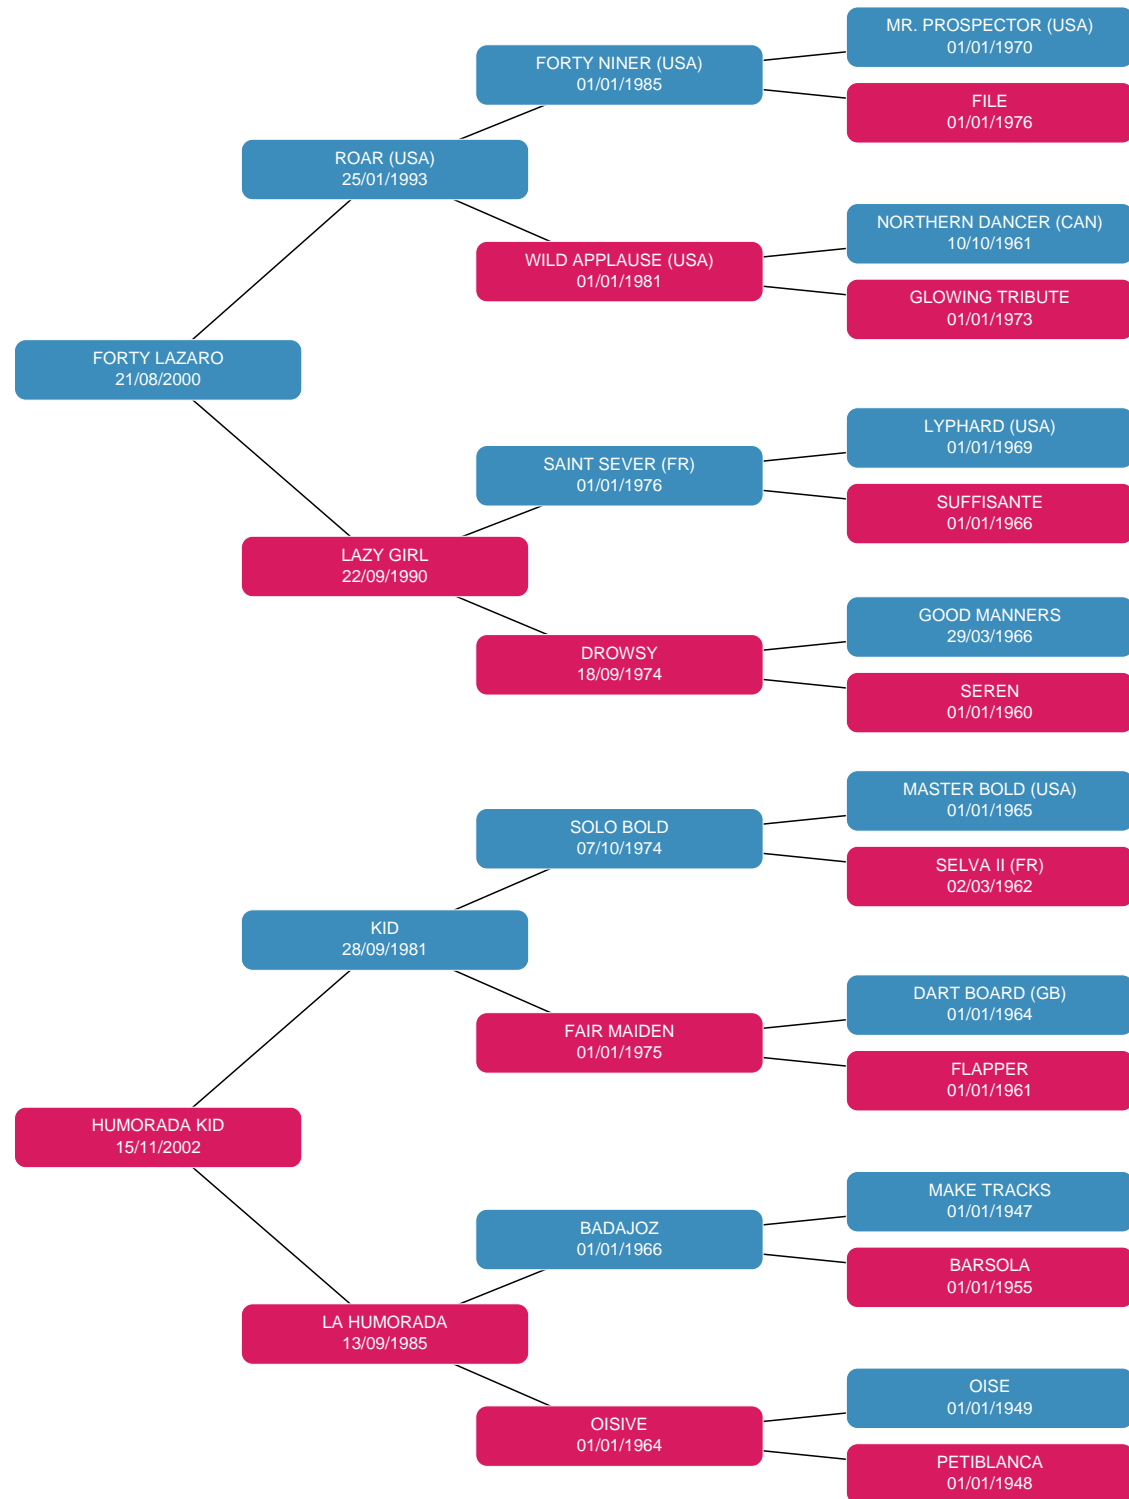 MR. PROSPECTOR (USA)
01/01/1970
FORTY NINER (USA)
01/01/1985
FILE
01/01/1976
ROAR (USA)
25/01/1993
NORTHERN DANCER (CAN)
10/10/1961
WILD APPLAUSE (USA)
01/01/1981
GLOWING TRIBUTE
01/01/1973
FORTY LAZARO
21/08/2000
LYPHARD (USA)
01/01/1969
SAINT SEVER (FR)
01/01/1976
SUFFISANTE
01/01/1966
LAZY GIRL
22/09/1990
GOOD MANNERS
29/03/1966
DROWSY
18/09/1974
SEREN
01/01/1960
MASTER BOLD (USA)
01/01/1965
SOLO BOLD
07/10/1974
SELVA II (FR)
02/03/1962
KID
28/09/1981
DART BOARD (GB)
01/01/1964
FAIR MAIDEN
01/01/1975
FLAPPER
01/01/1961
HUMORADA KID
15/11/2002
MAKE TRACKS
01/01/1947
BADAJOZ
01/01/1966
BARSOLA
01/01/1955
LA HUMORADA
13/09/1985
OISE
01/01/1949
OISIVE
01/01/1964
PETIBLANCA
01/01/1948